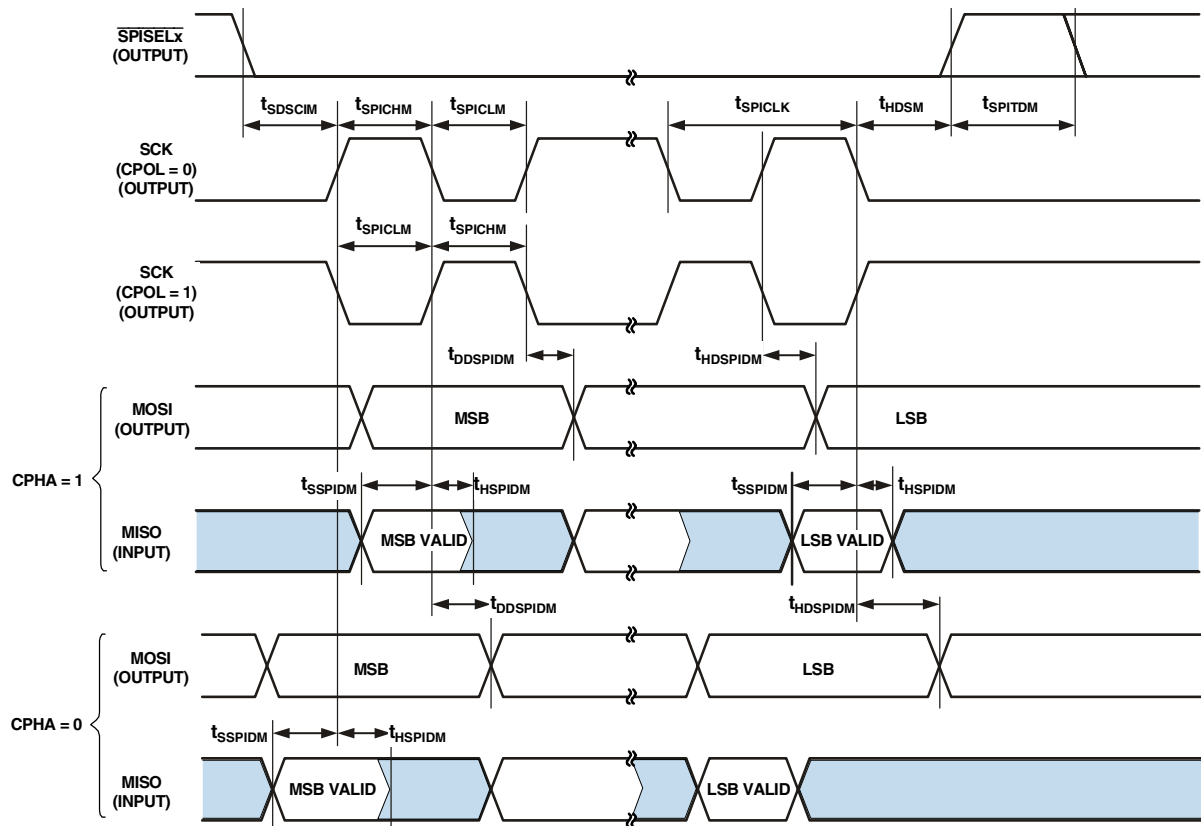 SPISELx
(OUTPUT)
tSDSCIM tSPICHM tSPICLM tSPICLK tHDSM tSPITDM
SCK
(CPOL = 0)
(OUTPUT)
tSPICLM tSPICHM
SCK
(CPOL = 1)
(OUTPUT)
tDDSPIDM tHDSPIDM
MOSI
(OUTPUT)
MSB LSB
CPHA = 1
tSSPIDM tHSPIDM tSSPIDM tHSPIDM
MISO
(INPUT)
MSB VALID LSB VALID
tDDSPIDM tHDSPIDM
MOSI
(OUTPUT)
MSB LSB
CPHA = 0
tSSPIDM tHSPIDM
MISO
(INPUT)
MSB VALID LSB VALID